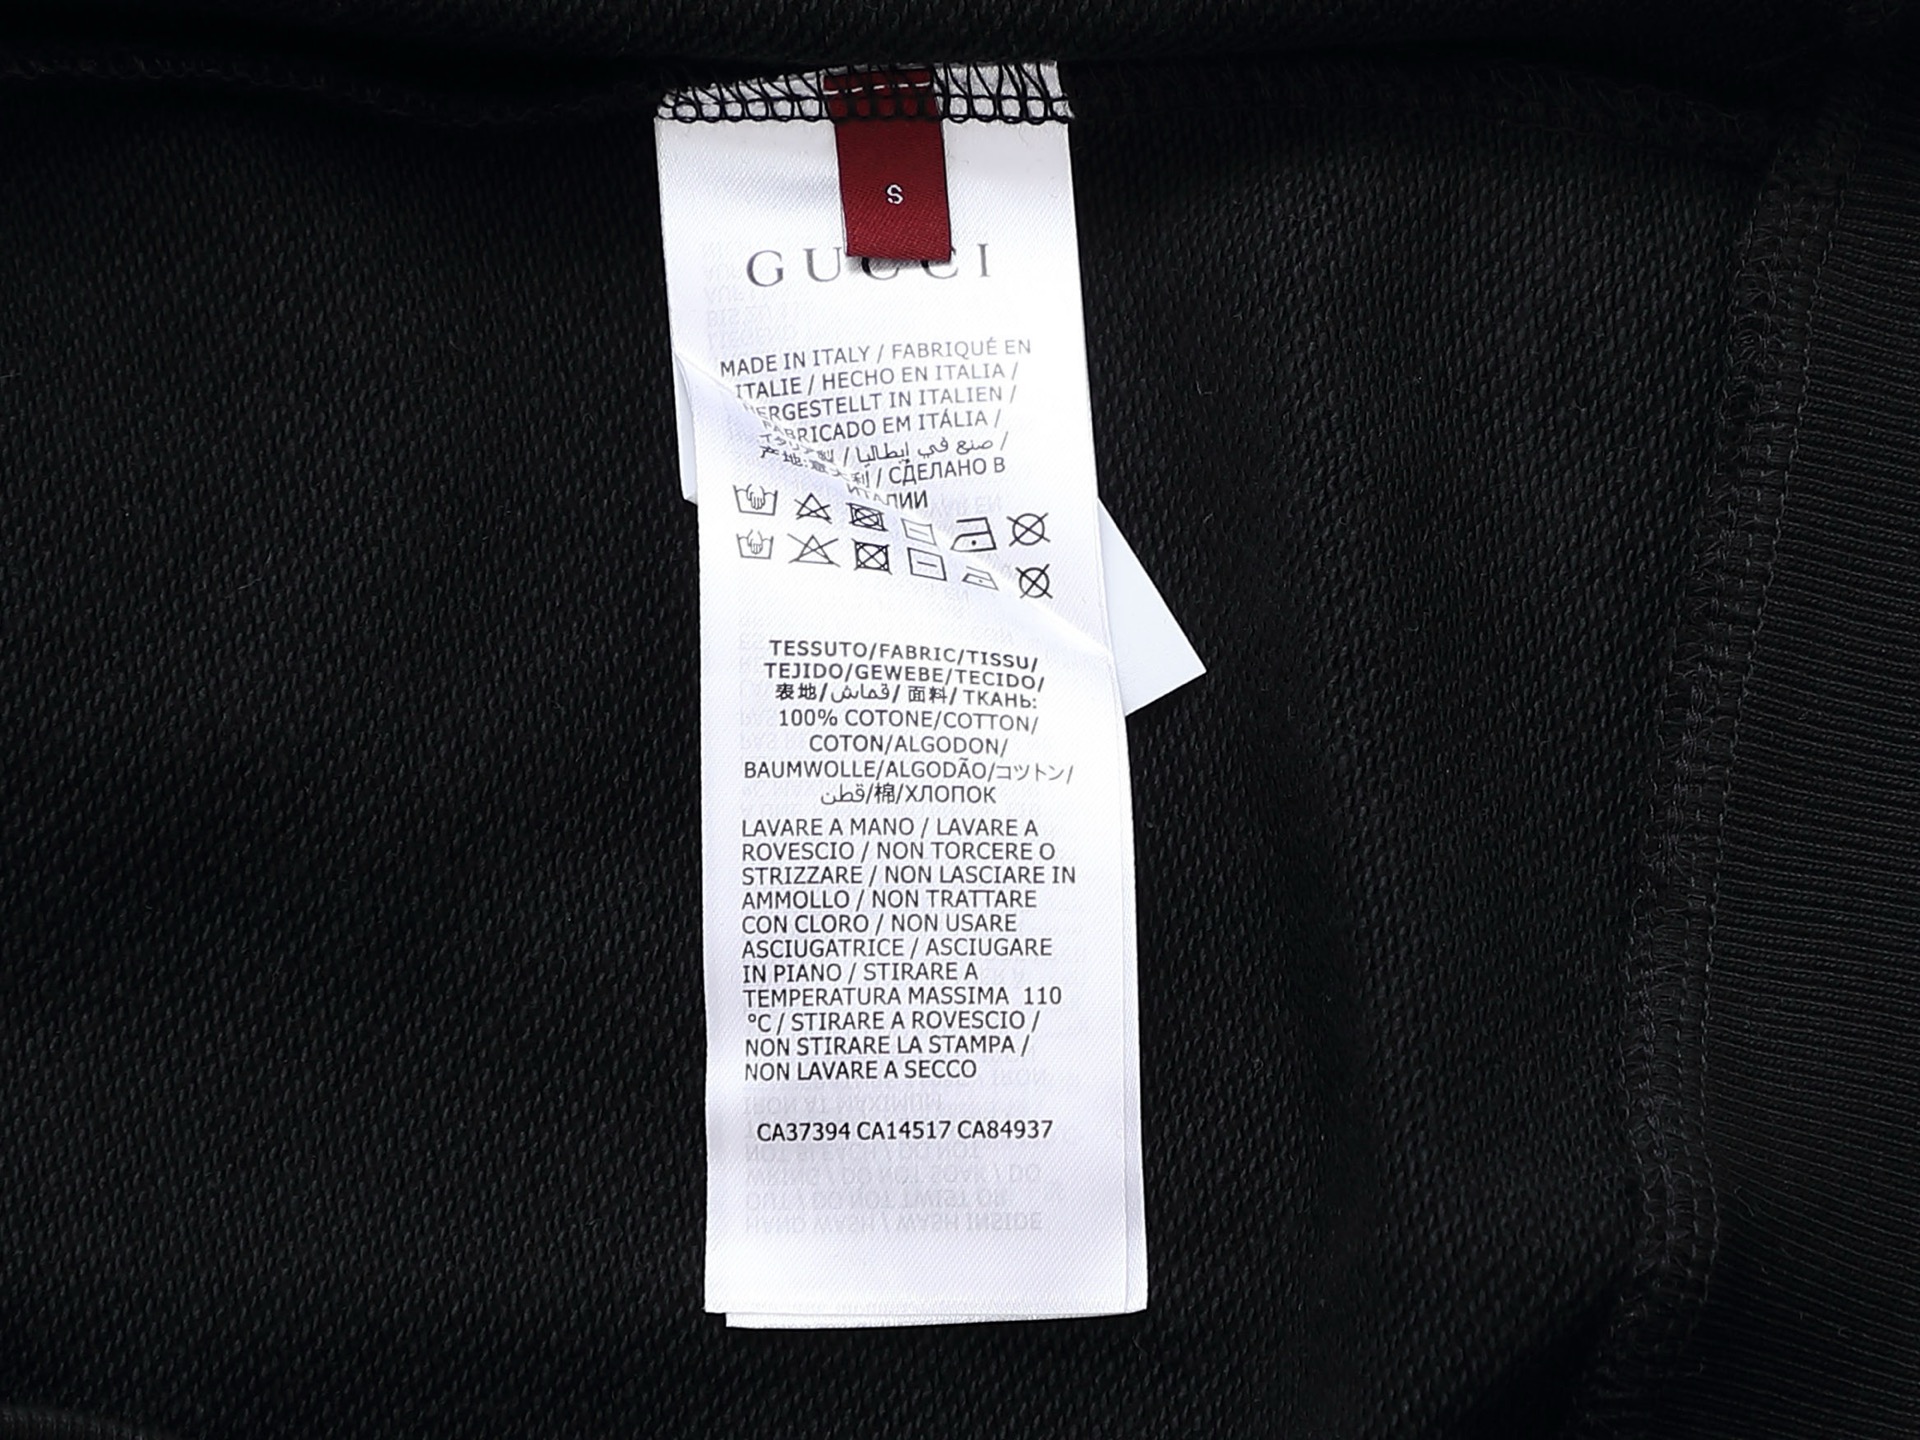 S
GUCCI
MADE IN ITALY / FABRIQUÉ EN
ITALIE / HECHO EN ITALIA /
HERGESTELLT IN ITALIEN /
FABRICADO EM ITÁLIA /
/ صنع في إيطاليا /
产地: / СДЕЛАНО В
ИТАЛИИ
TESSUTO/FABRIC/TISSU/
TEJIDO/GEWEBE/TECIDO/
表地/قماش/面料/ТКАНЬ:
100% COTONE/COTTON/
COTON/ALGODON/
BAUMWOLLE/ALGODÃO/コットン/
قطن/棉/ХЛОПОК
LAVARE A MANO / LAVARE A
ROVESCIO / NON TORCERE O
STRIZZARE / NON LASCIARE IN
AMMOLLO / NON TRATTARE
CON CLORO / NON USARE
ASCIUGATRICE / ASCIUGARE
IN PIANO / STIRARE A
TEMPERATURA MASSIMA 110
°C / STIRARE A ROVESCIO /
NON STIRARE LA STAMPA /
NON LAVARE A SECCO
CA37394 CA14517 CA84937